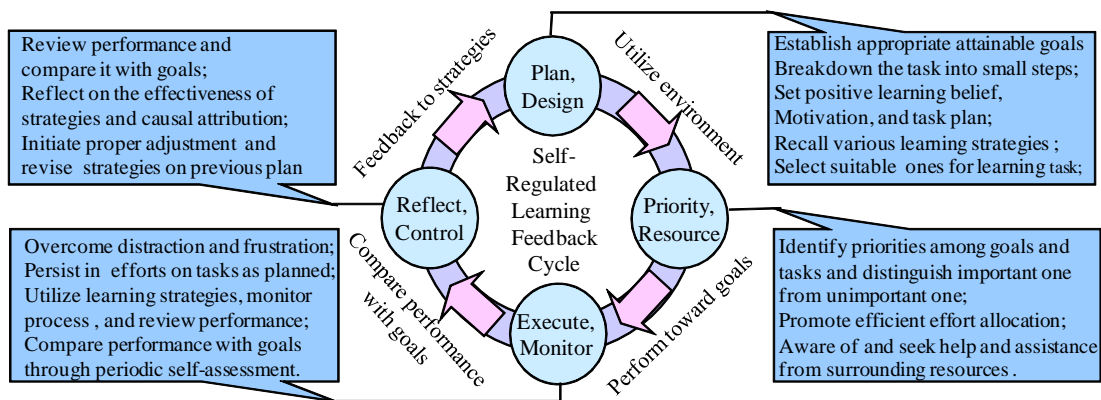 Review performance and
compare it with goals;
Reflect on the effectiveness of
strategies and causal attribution;
Initiate proper adjustment and
revise strategies on previous plan
Feedback to strategies
Plan,
Design
Utilize environment
Establish appropriate attainable goals
Breakdown the task into small steps;
Set positive learning belief,
Motivation, and task plan;
Recall various learning strategies ;
Select suitable ones for learning task;
Reflect,
Control
Self-
Regulated
Learning
Feedback
Cycle
Priority,
Resource
Overcome distraction and frustration;
Persist in efforts on tasks as planned;
Utilize learning strategies, monitor
process , and review performance;
Compare performance with goals
through periodic self-assessment.
Compare performance
with goals
Execute,
Monitor
Perform toward goals
Identify priorities among goals and
tasks and distinguish important one
from unimportant one;
Promote efficient effort allocation;
Aware of and seek help and assistance
from surrounding resources .